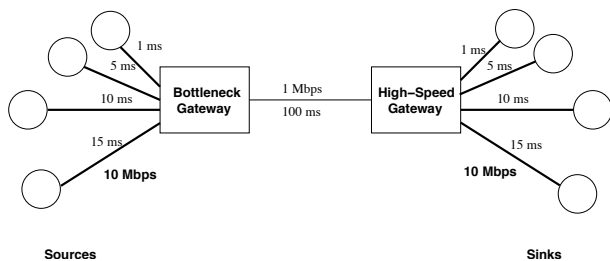 1 ms
5 ms
10 ms
15 ms
10 Mbps
Bottleneck
Gateway
1 Mbps
100 ms
High-Speed
Gateway
1 ms
5 ms
10 ms
15 ms
10 Mbps
Sources
Sinks